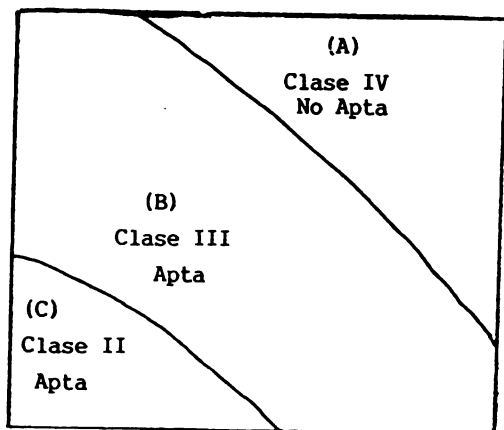 (A)
Clase IV
No Apta
(B)
Clase III
Apta
(C)
Clase II
Apta